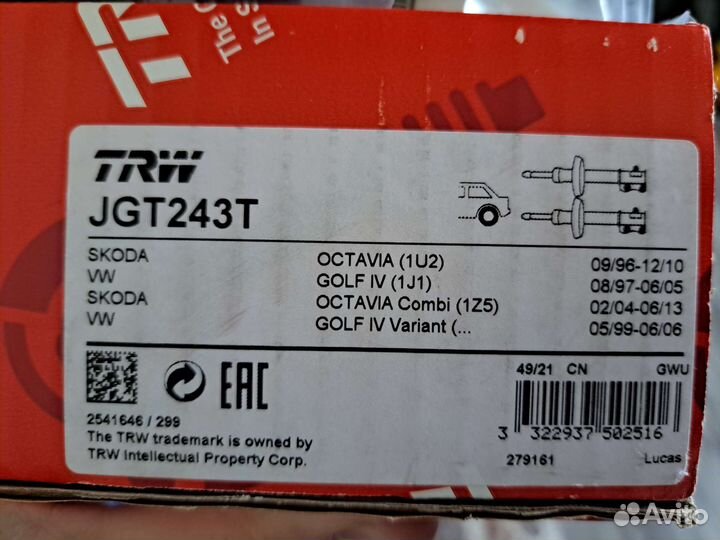 The
In
TRW
JGT243T
SKODA OCTAVIA (1U2) 09/96-12/10
VW GOLF IV (1J1) 08/97-06/05
SKODA OCTAVIA Combi (1Z5) 02/04-06/13
VW GOLF IV Variant (... 05/99-06/06
49/21 CN GWU
EAC
2541646 / 299
The TRW trademark is owned by
TRW Intellectual Property Corp.
3 322937 502516
279161 Lucas
Avito